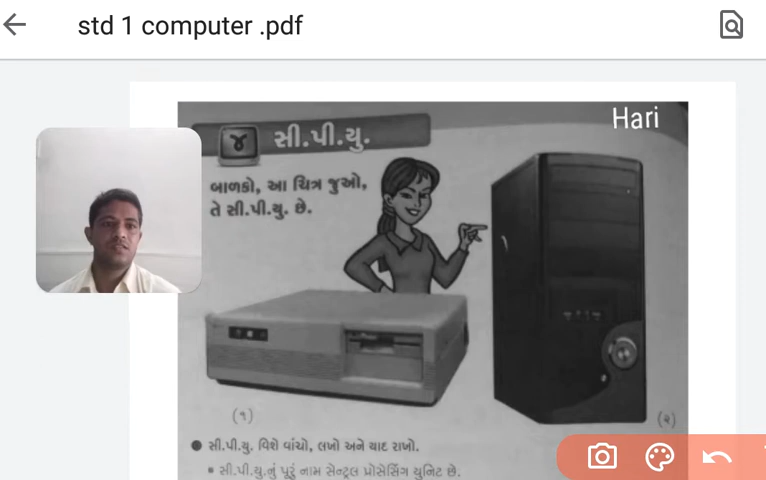 std 1 computer .pdf
Hari
૪ સી.પી.યુ.
બાળકો, આ ચિત્ર જુઓ,
તે સી.પી.યુ. છે.
(૧)
(૨)
● સી.પી.યુ. વિશે વાંચો, લખો અને યાદ રાખો.
▪ સી.પી.યુ.નું પૂરું નામ સેન્ટ્રલ પ્રોસેસિંગ યુનિટ છે.